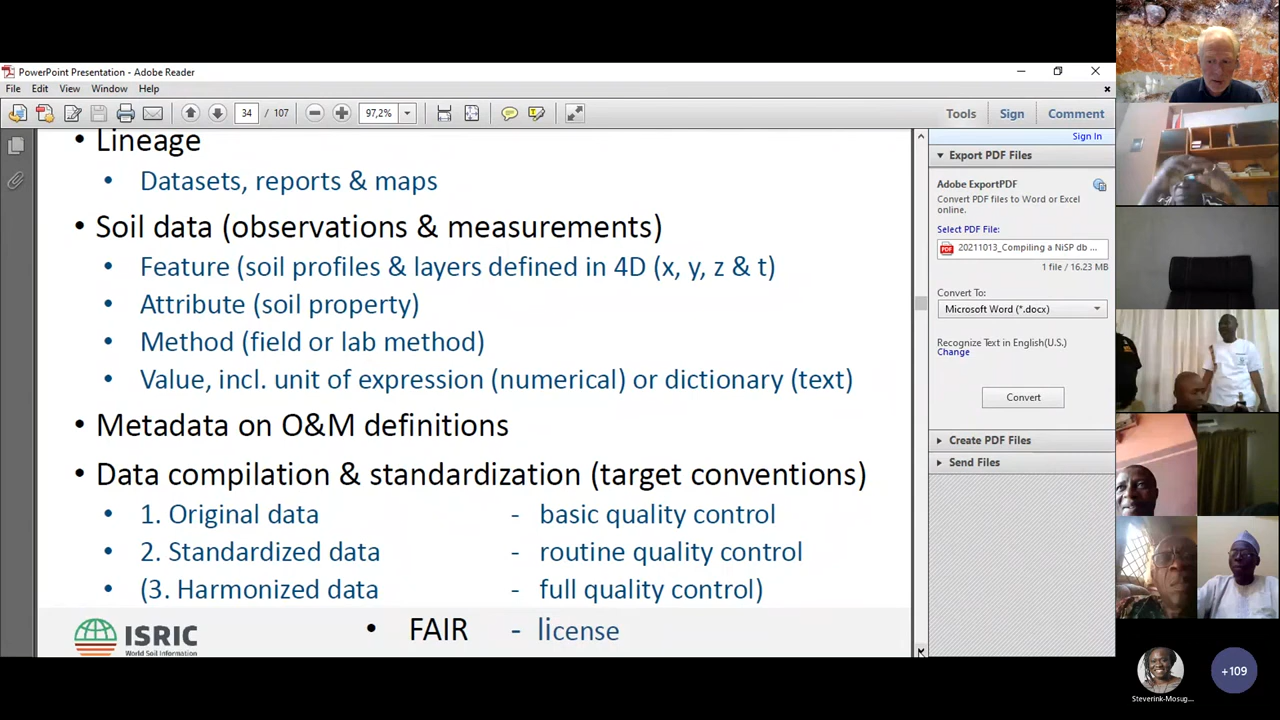 PowerPoint Presentation - Adobe Reader
File Edit View Window Help
34 / 107 97,2% Tools Sign Comment
Sign In
• Lineage
• Datasets, reports & maps
• Soil data (observations & measurements)
• Feature (soil profiles & layers defined in 4D (x, y, z & t)
• Attribute (soil property)
• Method (field or lab method)
• Value, incl. unit of expression (numerical) or dictionary (text)
• Metadata on O&M definitions
• Data compilation & standardization (target conventions)
• 1. Original data - basic quality control
• 2. Standardized data - routine quality control
• (3. Harmonized data - full quality control)
• FAIR - license
ISRIC
World Soil Information
Export PDF Files
Adobe ExportPDF
Convert PDF files to Word or Excel
online.
Select PDF File:
20211013_Compiling a NiSP db ...
1 file / 16.23 MB
Convert To:
Microsoft Word (*.docx)
Recognize Text in English(U.S.)
Change
Convert
Create PDF Files
Send Files
Steverink-Mosug...
+109